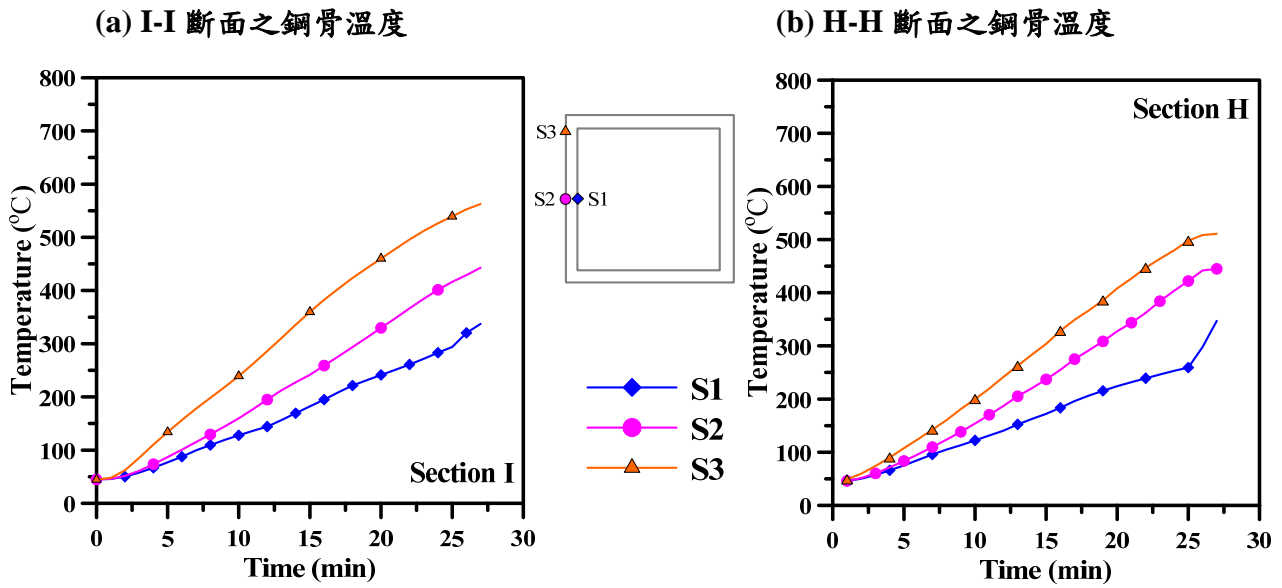 (a) I-I 斷面之鋼骨溫度
800
700
600
500
400
300
200
100
0
Temperature (oC)
0 5 10 15 20 25 30
Time (min)
Section I
S3
S2
S1
S1
S2
S3
(b) H-H 斷面之鋼骨溫度
800
700
600
500
400
300
200
100
0
Temperature (oC)
0 5 10 15 20 25 30
Time (min)
Section H